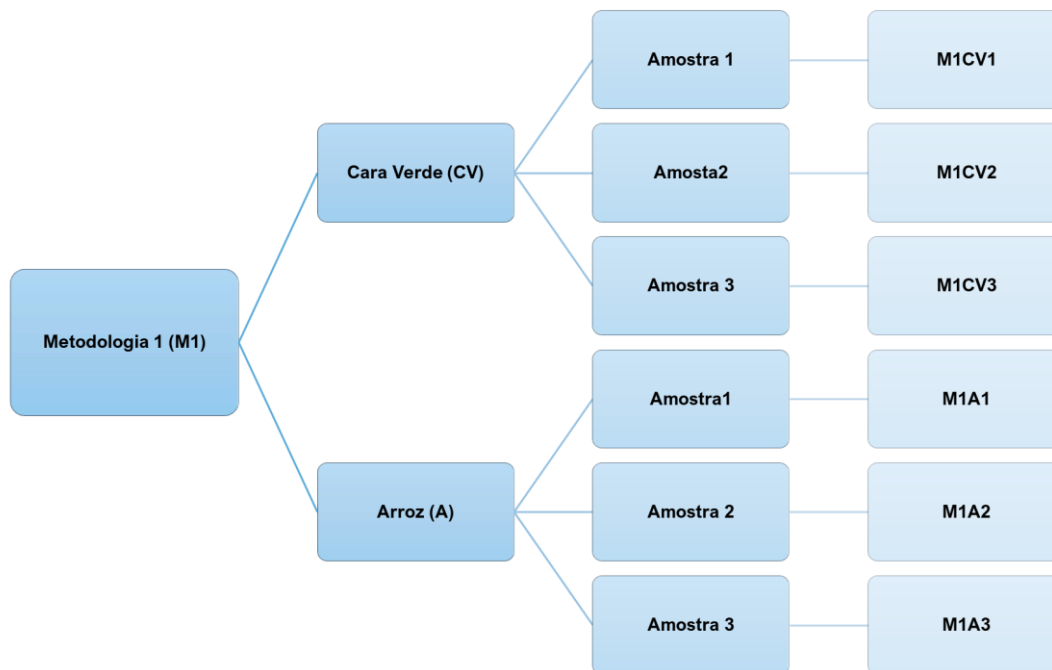 Metodologia 1 (M1)
Cara Verde (CV)
Amostra 1
M1CV1
Amosta2
M1CV2
Amostra 3
M1CV3
Arroz (A)
Amostra1
M1A1
Amostra 2
M1A2
Amostra 3
M1A3